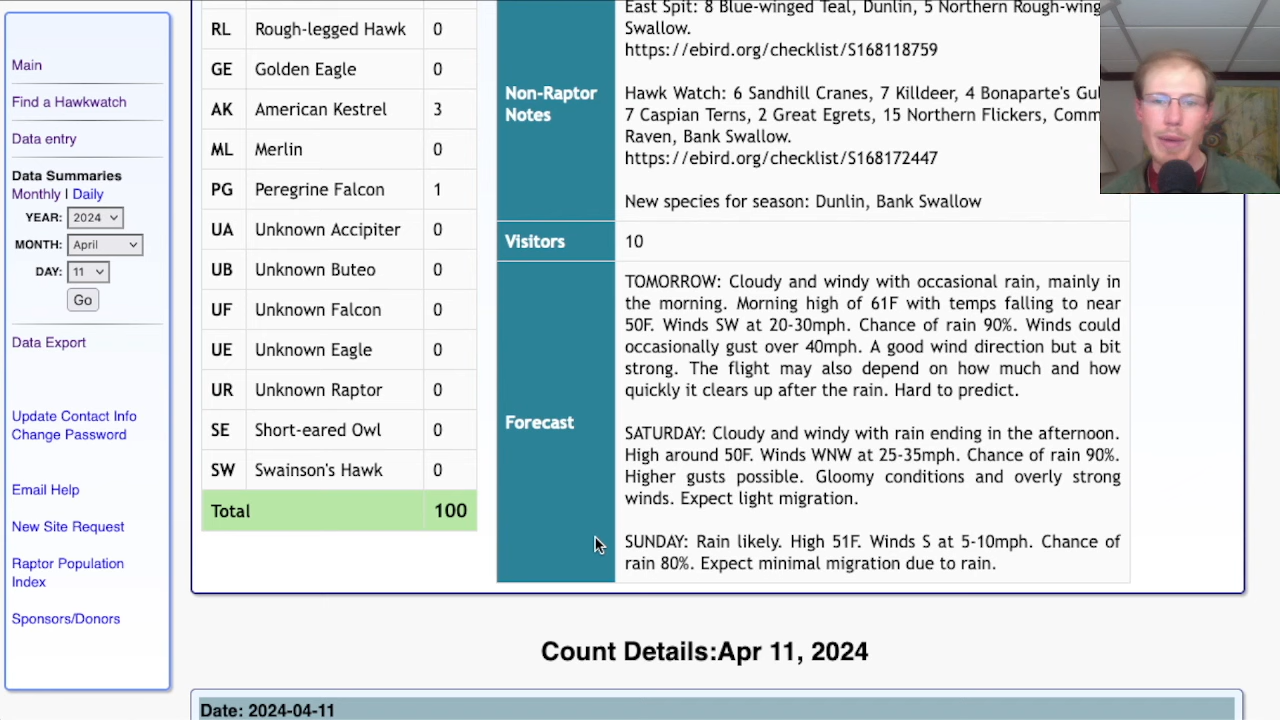 Main
Find a Hawkwatch
Data entry
Data Summaries
Monthly | Daily
YEAR: 2024
MONTH: April
DAY: 11
Go
Data Export
Update Contact Info
Change Password
Email Help
New Site Request
Raptor Population
Index
Sponsors/Donors
RL Rough-legged Hawk 0
GE Golden Eagle 0
AK American Kestrel 3
ML Merlin 0
PG Peregrine Falcon 1
UA Unknown Accipiter 0
UB Unknown Buteo 0
UF Unknown Falcon 0
UE Unknown Eagle 0
UR Unknown Raptor 0
SE Short-eared Owl 0
SW Swainson's Hawk 0
Total 100
Non-Raptor
Notes
East Spit: 8 Blue-winged Teal, Dunlin, 5 Northern Rough-wing
Swallow.
https://ebird.org/checklist/S168118759
Hawk Watch: 6 Sandhill Cranes, 7 Killdeer, 4 Bonaparte's Gul
7 Caspian Terns, 2 Great Egrets, 15 Northern Flickers, Comm
Raven, Bank Swallow.
https://ebird.org/checklist/S168172447
New species for season: Dunlin, Bank Swallow
Visitors 10
Forecast
TOMORROW: Cloudy and windy with occasional rain, mainly in
the morning. Morning high of 61F with temps falling to near
50F. Winds SW at 20-30mph. Chance of rain 90%. Winds could
occasionally gust over 40mph. A good wind direction but a bit
strong. The flight may also depend on how much and how
quickly it clears up after the rain. Hard to predict.
SATURDAY: Cloudy and windy with rain ending in the afternoon.
High around 50F. Winds WNW at 25-35mph. Chance of rain 90%.
Higher gusts possible. Gloomy conditions and overly strong
winds. Expect light migration.
SUNDAY: Rain likely. High 51F. Winds S at 5-10mph. Chance of
rain 80%. Expect minimal migration due to rain.
Count Details:Apr 11, 2024
Date: 2024-04-11